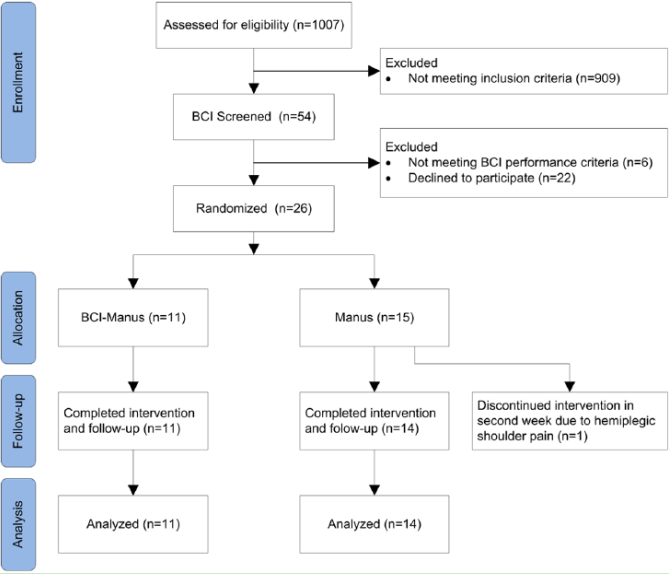 Enrollment
Assessed for eligibility (n=1007)
Excluded
• Not meeting inclusion criteria (n=909)
BCI Screened (n=54)
Excluded
• Not meeting BCI performance criteria (n=6)
• Declined to participate (n=22)
Randomized (n=26)
Allocation
BCI-Manus (n=11)
Manus (n=15)
Follow-up
Completed intervention
and follow-up (n=11)
Completed intervention
and folow-up (n=14)
Discontinued intervention in
second week due to hemiplegic
shoulder pain (n=1)
Analysis
Analyzed (n=11)
Analyzed (n=14)